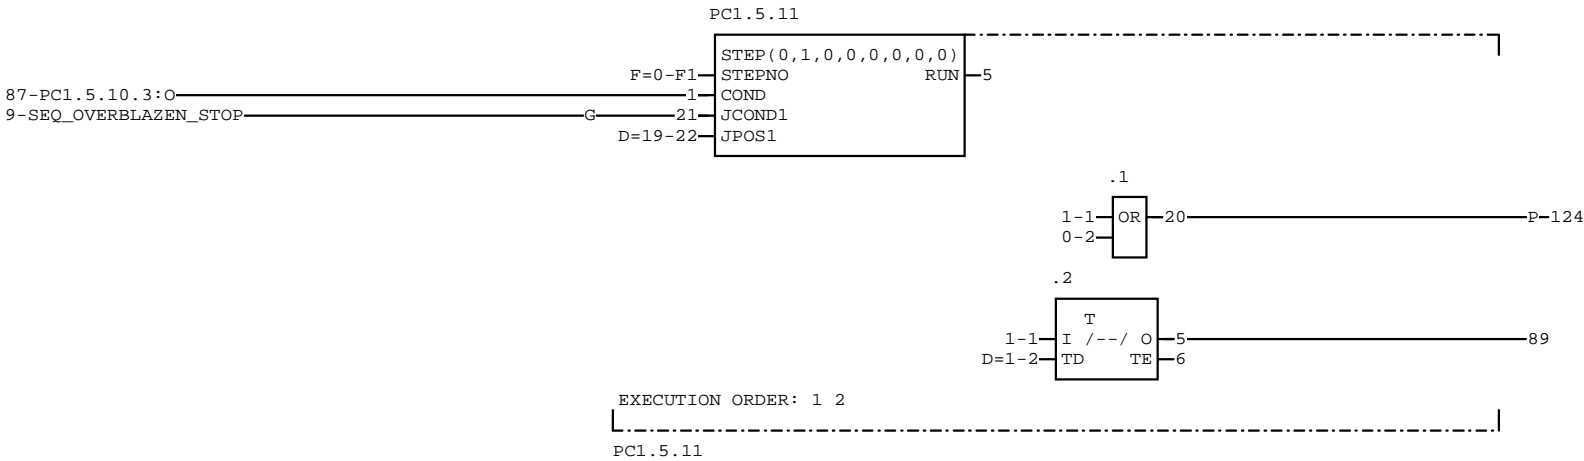 PC1.5.11
STEP(0,1,0,0,0,0,0,0)
F=0-F1 STEPNO RUN 5
87-PC1.5.10.3:O 1 COND
9-SEQ_OVERBLAZEN_STOP G 21 JCOND1
D=19-22 JPOS1
.1
1-1 OR 20 P-124
0-2
.2
T
1-1 I /--/ O 5 89
D=1-2 TD TE 6
EXECUTION ORDER: 1 2
PC1.5.11